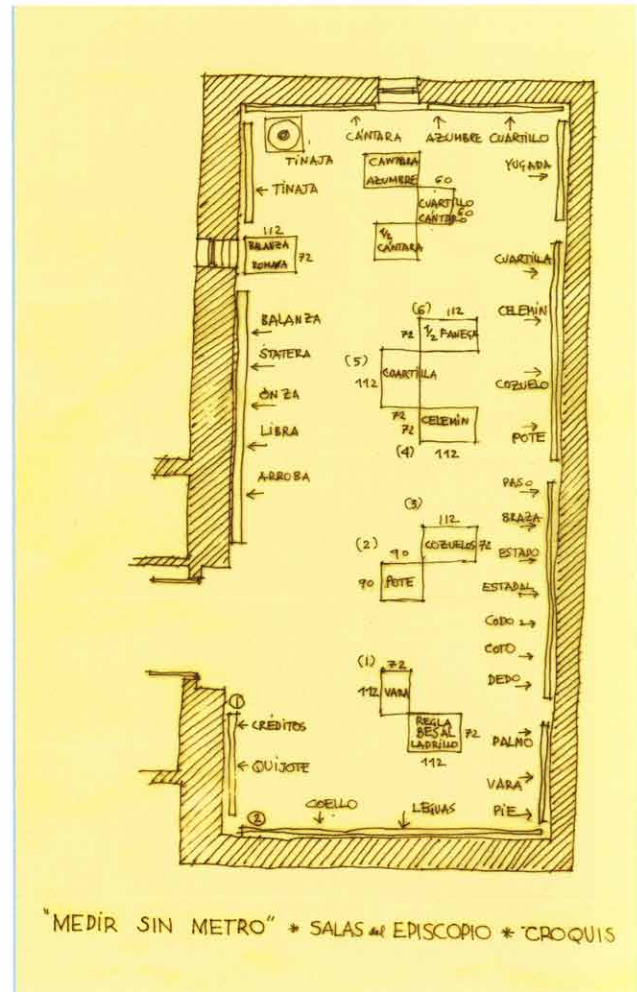 CÁNTARA AZUMBRE CUARTILLO
TINAJA
← TINAJA
CANTARA
AZUMBRE
60
CUARTILLO
CÁNTARO
60
1/2
CÁNTARA
YUGADA
112
BALANZA
ROMANA
72
CUARTILLA
BALANZA
STATERA
ONZA
LIBRA
ARROBA
(6) 112
72 1/2 FANEGA
(5)
112 CUARTILLA
72
72 CELEMIN
(4) 112
CELEMÍN
COZUELO
POTE
PASO
BRAZA
ESTADO
ESTADAL
CODO
COTO
DEDO
(3)
112
COZUELOS 72
(2) 90
90 POTE
(1) 72
112 VARA
REGLA
BESAL
LADRILLO
72
112
PALMO
VARA
PIE
①
← CRÉDITOS
← QUIJOTE
②
COELLO LEGUAS
"MEDIR SIN METRO" * SALAS del EPISCOPIO * CROQUIS